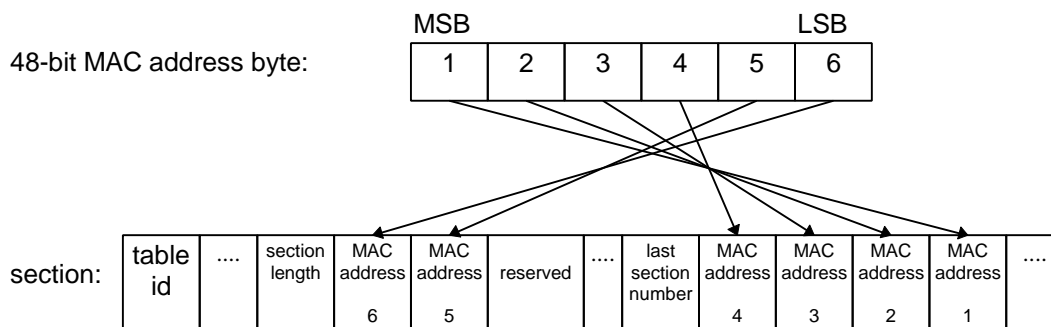 MSB LSB
48-bit MAC address byte: 1 2 3 4 5 6
section: table id .... section length MAC address 6 MAC address 5 reserved .... last section number MAC address 4 MAC address 3 MAC address 2 MAC address 1 ....